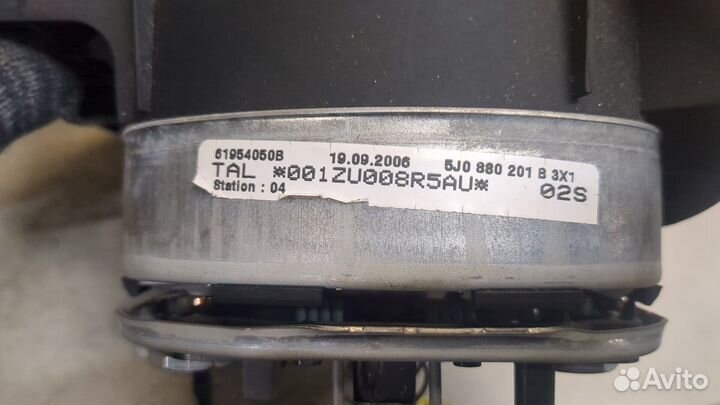 61954050B 19.09.2006 5J0 880 201 B 3X1
TAL *001ZU008R5AU* 02S
Station : 04
Avito